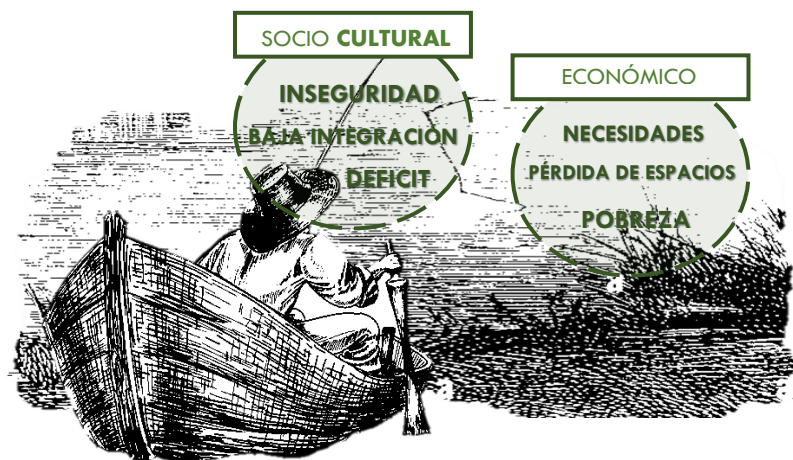 SOCIO CULTURAL
INSEGURIDAD
BAJA INTEGRACIÓN
DEFICIT
ECONÓMICO
NECESIDADES
PÉRDIDA DE ESPACIOS
POBREZA